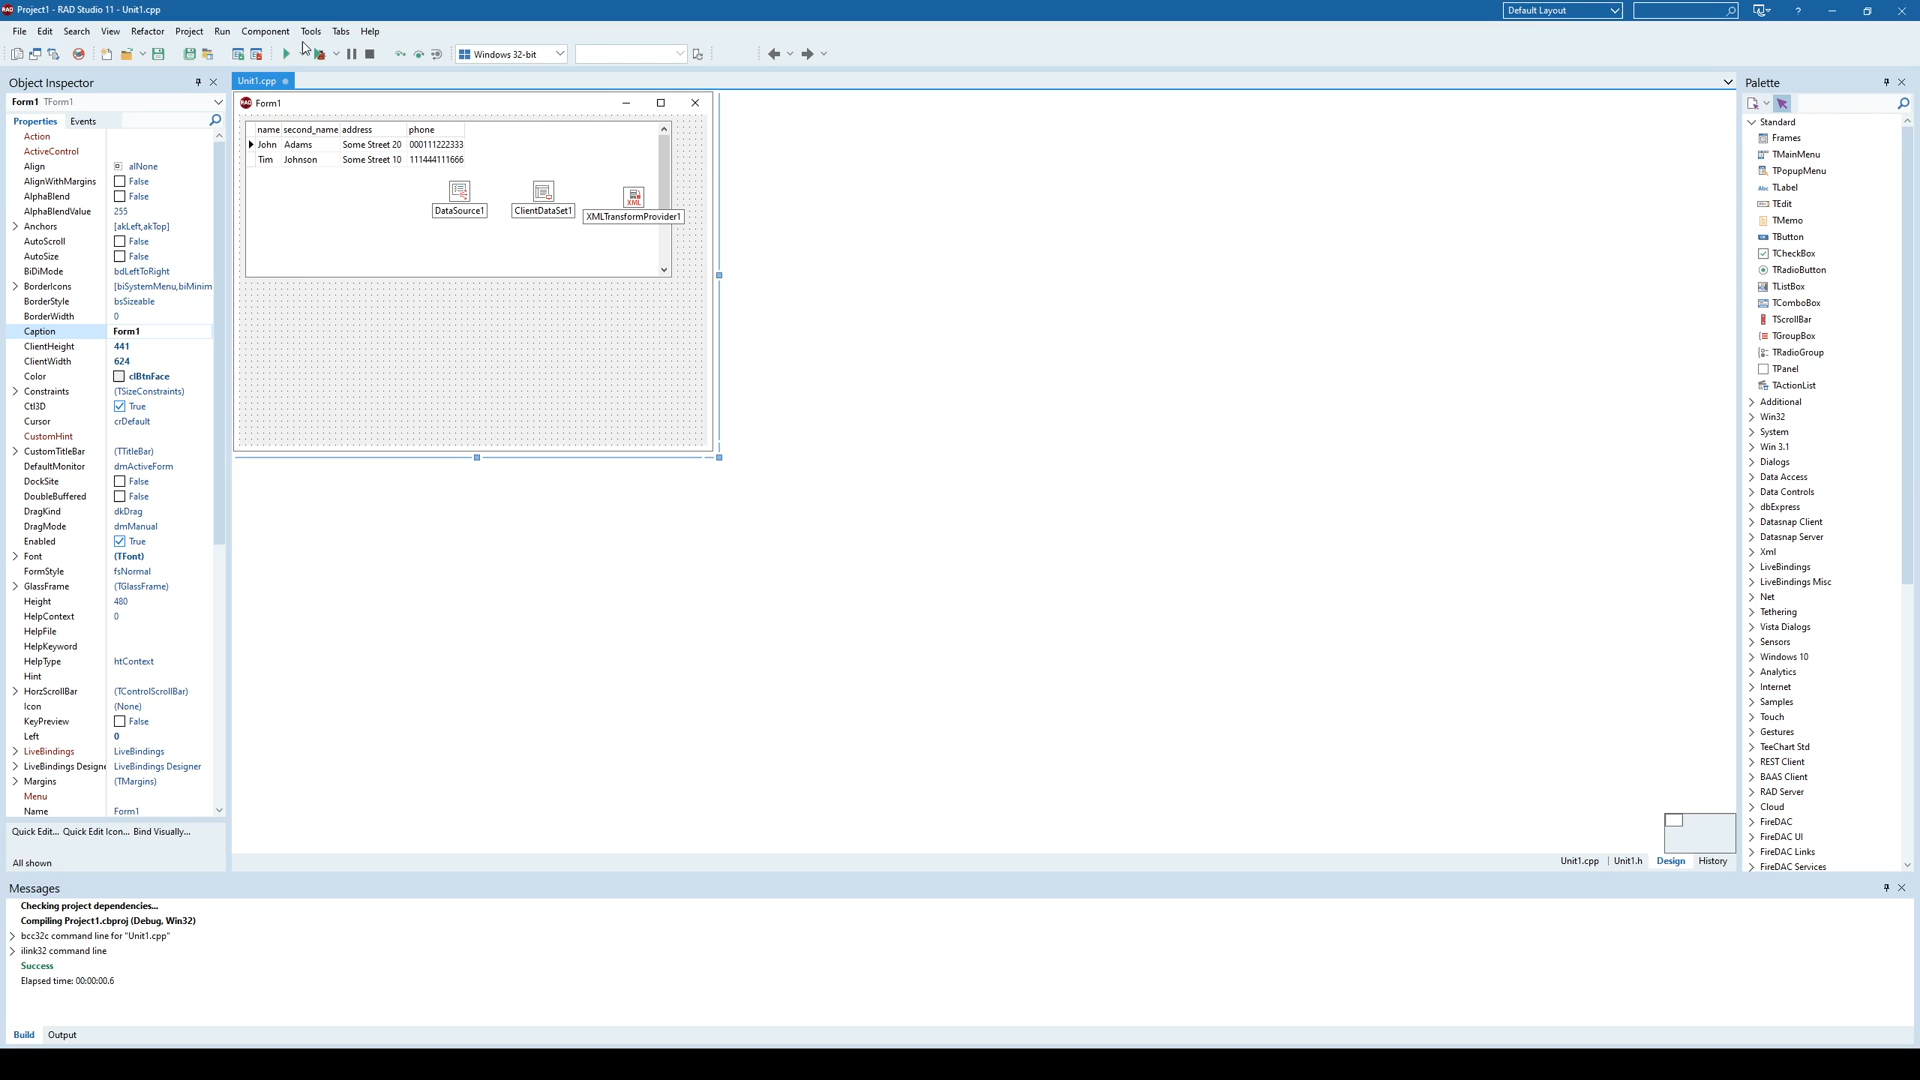 Project1 - RAD Studio 11 - Unit1.cpp
Default Layout
File Edit Search View Refactor Project Run Component Tools Tabs Help
Windows 32-bit
Object Inspector
Form1 TForm1
Properties Events
Action
ActiveControl
Align alNone
AlignWithMargins False
AlphaBlend False
AlphaBlendValue 255
Anchors [akLeft,akTop]
AutoScroll False
AutoSize False
BiDiMode bdLeftToRight
BorderIcons [biSystemMenu,biMinim
BorderStyle bsSizeable
BorderWidth 0
Caption Form1
ClientHeight 441
ClientWidth 624
Color clBtnFace
Constraints (TSizeConstraints)
Ctl3D True
Cursor crDefault
CustomHint
CustomTitleBar (TTitleBar)
DefaultMonitor dmActiveForm
DockSite False
DoubleBuffered False
DragKind dkDrag
DragMode dmManual
Enabled True
Font (TFont)
FormStyle fsNormal
GlassFrame (TGlassFrame)
Height 480
HelpContext 0
HelpFile
HelpKeyword
HelpType htContext
Hint
HorzScrollBar (TControlScrollBar)
Icon (None)
KeyPreview False
Left 0
LiveBindings LiveBindings
LiveBindings Designe LiveBindings Designer
Margins (TMargins)
Menu
Name Form1
Quick Edit... Quick Edit Icon... Bind Visually...
All shown
Unit1.cpp
RAD Form1
name second_name address phone
John Adams Some Street 20 000111222333
Tim Johnson Some Street 10 111444111666
XML
DataSource1 ClientDataSet1 XMLTransformProvider1
Unit1.cpp Unit1.h Design History
Palette
Standard
Frames
TMainMenu
TPopupMenu
TLabel
TEdit
TMemo
TButton
TCheckBox
TRadioButton
TListBox
TComboBox
TScrollBar
TGroupBox
TRadioGroup
TPanel
TActionList
Additional
Win32
System
Win 3.1
Dialogs
Data Access
Data Controls
dbExpress
Datasnap Client
Datasnap Server
Xml
LiveBindings
LiveBindings Misc
Net
Tethering
Vista Dialogs
Sensors
Windows 10
Analytics
Internet
Samples
Touch
Gestures
TeeChart Std
REST Client
BAAS Client
RAD Server
Cloud
FireDAC
FireDAC UI
FireDAC Links
FireDAC Services
Messages
Checking project dependencies...
Compiling Project1.cbproj (Debug, Win32)
bcc32c command line for "Unit1.cpp"
ilink32 command line
Success
Elapsed time: 00:00:00.6
Build Output